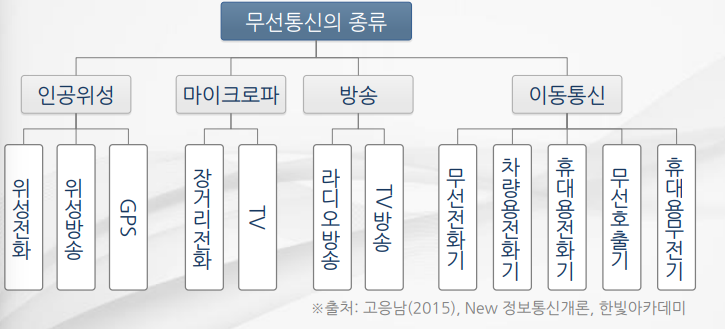 무선통신의 종류
인공위성
마이크로파
방송
이동통신
위성전화
위성방송
GPS
장거리전화
TV
라디오방송
TV방송
무선전화기
차량용전화기
휴대용전화기
무선호출기
휴대용무전기
※출처: 고응남(2015), New 정보통신개론, 한빛아카데미